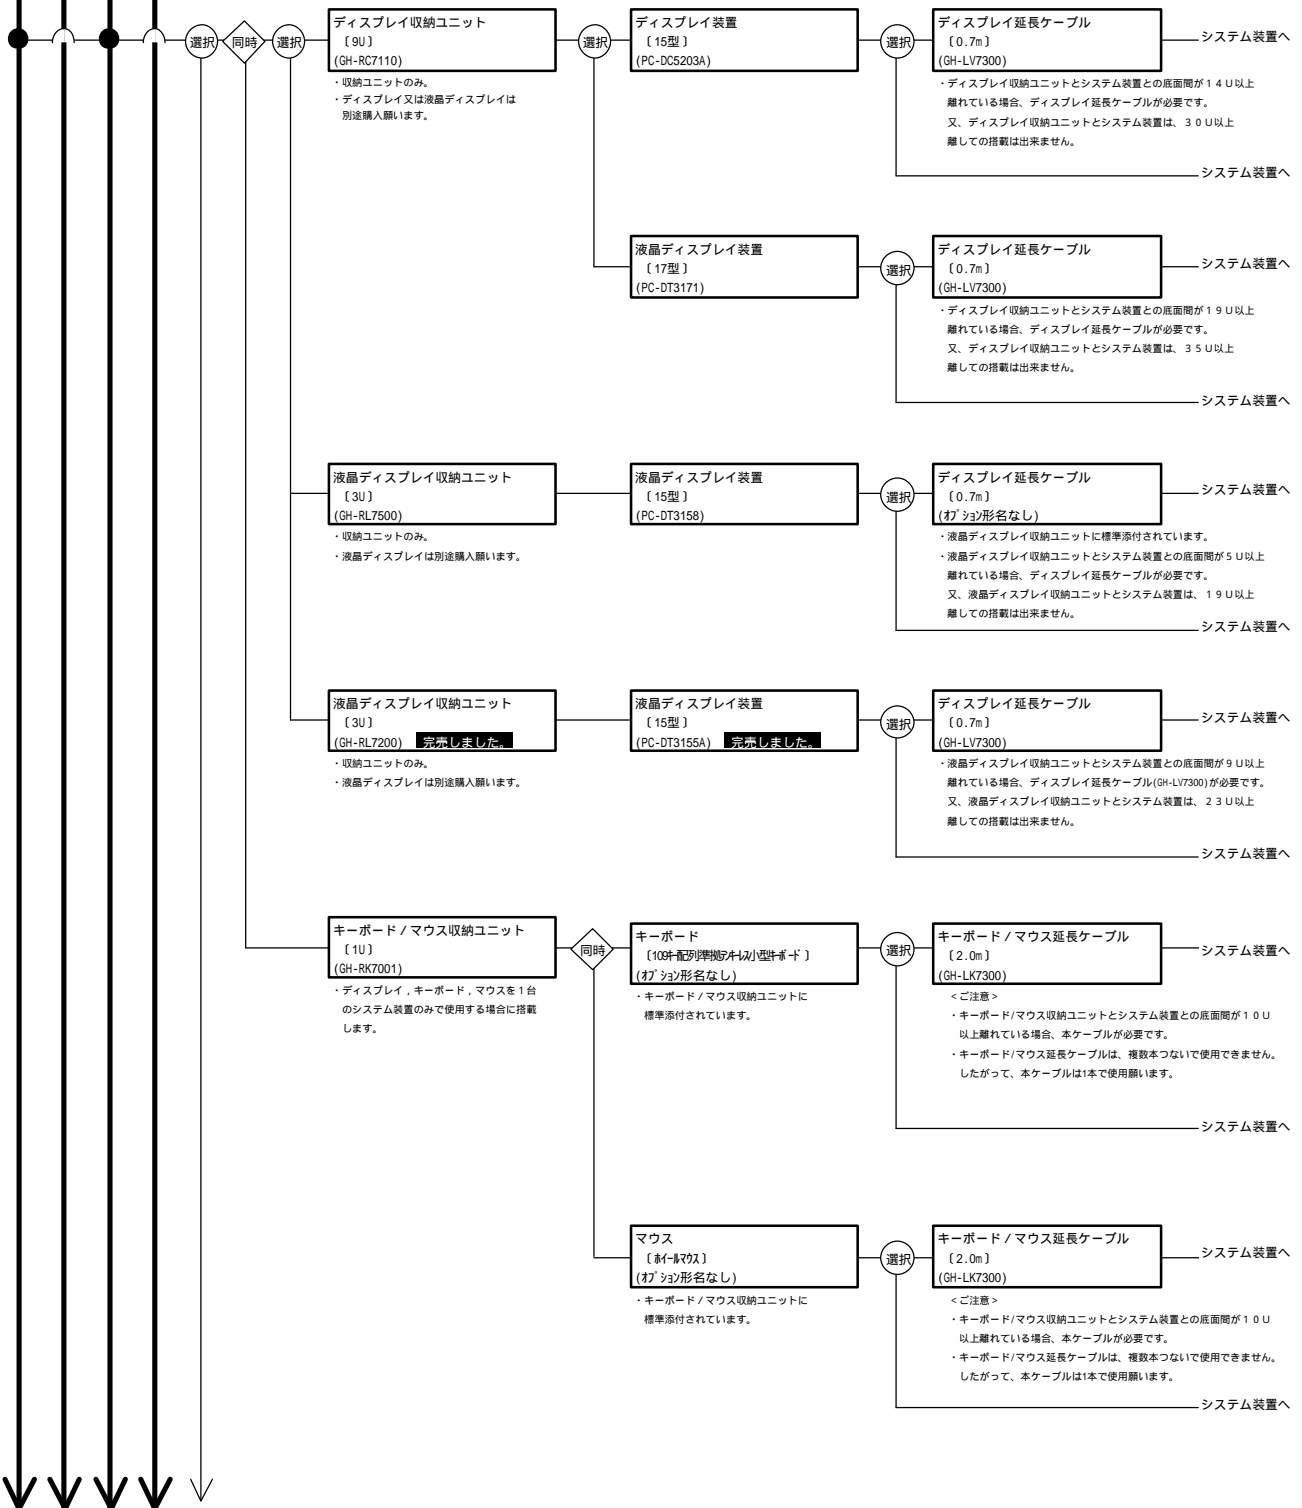 選択
同時
選択
ディスプレイ収納ユニット
〔9U〕
(GH-RC7110)
・収納ユニットのみ。
・ディスプレイ又は液晶ディスプレイは
別途購入願います。
選択
ディスプレイ装置
〔15型〕
(PC-DC5203A)
選択
ディスプレイ延長ケーブル
〔0.7m〕
(GH-LV7300)
システム装置へ
・ディスプレイ収納ユニットとシステム装置との底面間が14U以上
離れている場合、ディスプレイ延長ケーブルが必要です。
又、ディスプレイ収納ユニットとシステム装置は、30U以上
離しての搭載は出来ません。
システム装置へ
液晶ディスプレイ装置
〔17型〕
(PC-DT3171)
選択
ディスプレイ延長ケーブル
〔0.7m〕
(GH-LV7300)
システム装置へ
・ディスプレイ収納ユニットとシステム装置との底面間が19U以上
離れている場合、ディスプレイ延長ケーブルが必要です。
又、ディスプレイ収納ユニットとシステム装置は、35U以上
離しての搭載は出来ません。
システム装置へ
液晶ディスプレイ収納ユニット
〔3U〕
(GH-RL7500)
・収納ユニットのみ。
・液晶ディスプレイは別途購入願います。
液晶ディスプレイ装置
〔15型〕
(PC-DT3158)
選択
ディスプレイ延長ケーブル
〔0.7m〕
(ｵﾌﾟｼｮﾝ形名なし)
システム装置へ
・液晶ディスプレイ収納ユニットに標準添付されています。
・液晶ディスプレイ収納ユニットとシステム装置との底面間が5U以上
離れている場合、ディスプレイ延長ケーブルが必要です。
又、液晶ディスプレイ収納ユニットとシステム装置は、19U以上
離しての搭載は出来ません。
システム装置へ
液晶ディスプレイ収納ユニット
〔3U〕
(GH-RL7200) 完売しました。
・収納ユニットのみ。
・液晶ディスプレイは別途購入願います。
液晶ディスプレイ装置
〔15型〕
(PC-DT3155A) 完売しました。
選択
ディスプレイ延長ケーブル
〔0.7m〕
(GH-LV7300)
システム装置へ
・液晶ディスプレイ収納ユニットとシステム装置との底面間が9U以上
離れている場合、ディスプレイ延長ケーブル(GH-LV7300)が必要です。
又、液晶ディスプレイ収納ユニットとシステム装置は、23U以上
離しての搭載は出来ません。
システム装置へ
キーボード/マウス収納ユニット
〔1U〕
(GH-RK7001)
・ディスプレイ，キーボード，マウスを1台
のシステム装置のみで使用する場合に搭載
します。
同時
キーボード
〔109ｷｰ配列準拠ﾃﾝｷｰﾚｽ小型ｷｰﾎﾞｰﾄﾞ〕
(ｵﾌﾟｼｮﾝ形名なし)
・キーボード/マウス収納ユニットに
標準添付されています。
選択
キーボード/マウス延長ケーブル
〔2.0m〕
(GH-LK7300)
システム装置へ
<ご注意>
・キーボード/マウス収納ユニットとシステム装置との底面間が10U
以上離れている場合、本ケーブルが必要です。
・キーボード/マウス延長ケーブルは、複数本つないで使用できません。
したがって、本ケーブルは1本で使用願います。
システム装置へ
マウス
〔ﾎｲｰﾙﾏｳｽ〕
(ｵﾌﾟｼｮﾝ形名なし)
・キーボード/マウス収納ユニットに
標準添付されています。
選択
キーボード/マウス延長ケーブル
〔2.0m〕
(GH-LK7300)
システム装置へ
<ご注意>
・キーボード/マウス収納ユニットとシステム装置との底面間が10U
以上離れている場合、本ケーブルが必要です。
・キーボード/マウス延長ケーブルは、複数本つないで使用できません。
したがって、本ケーブルは1本で使用願います。
システム装置へ